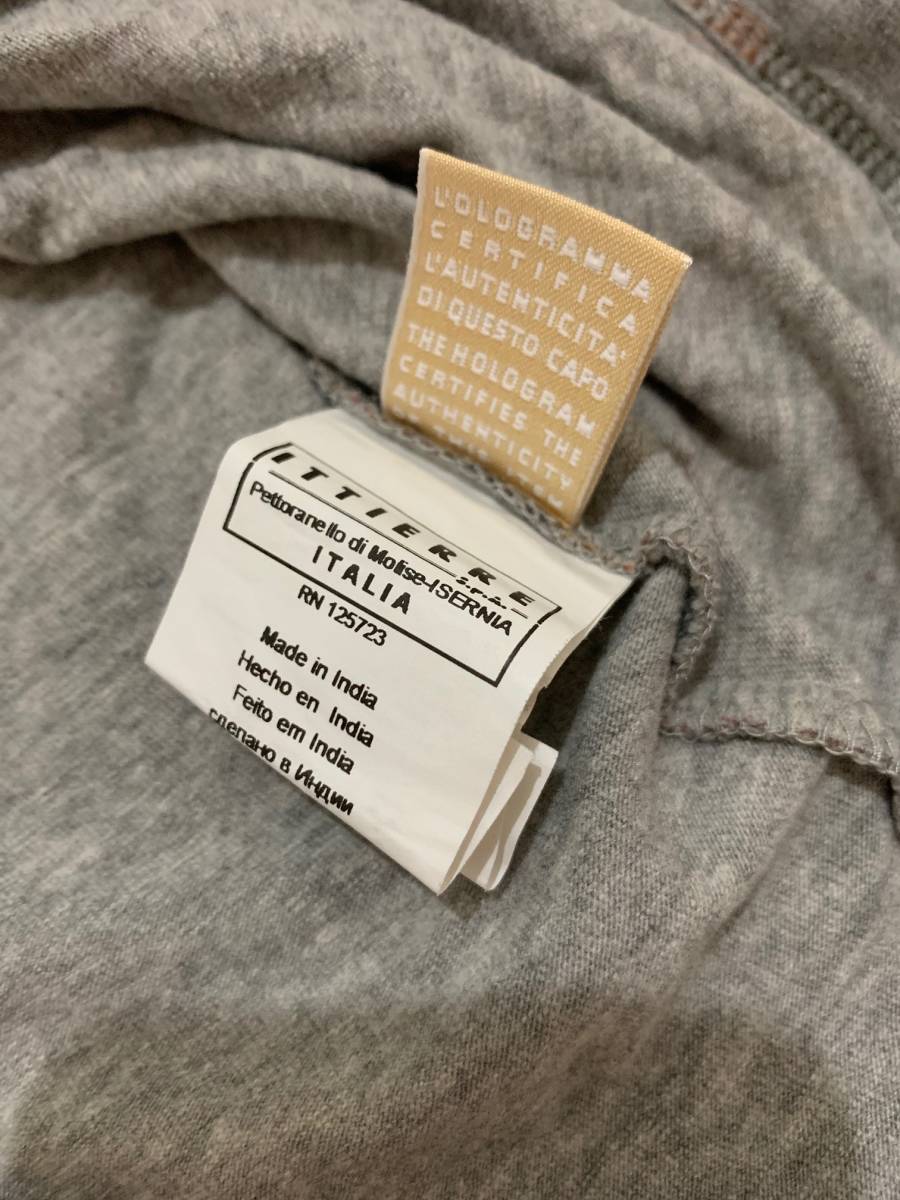 L'OLOGRAMMA
CERTIFICA
L'AUTENTICITA'
DI QUESTO CAPO
THE HOLOGRAM
CERTIFIES THE
AUTHENTICITY
ITTIERRE
S.p.A.
Pettoranello di Molise-ISERNIA
ITALIA
RN 125723
Made in India
Hecho en India
Feito em India
сделано в Индии